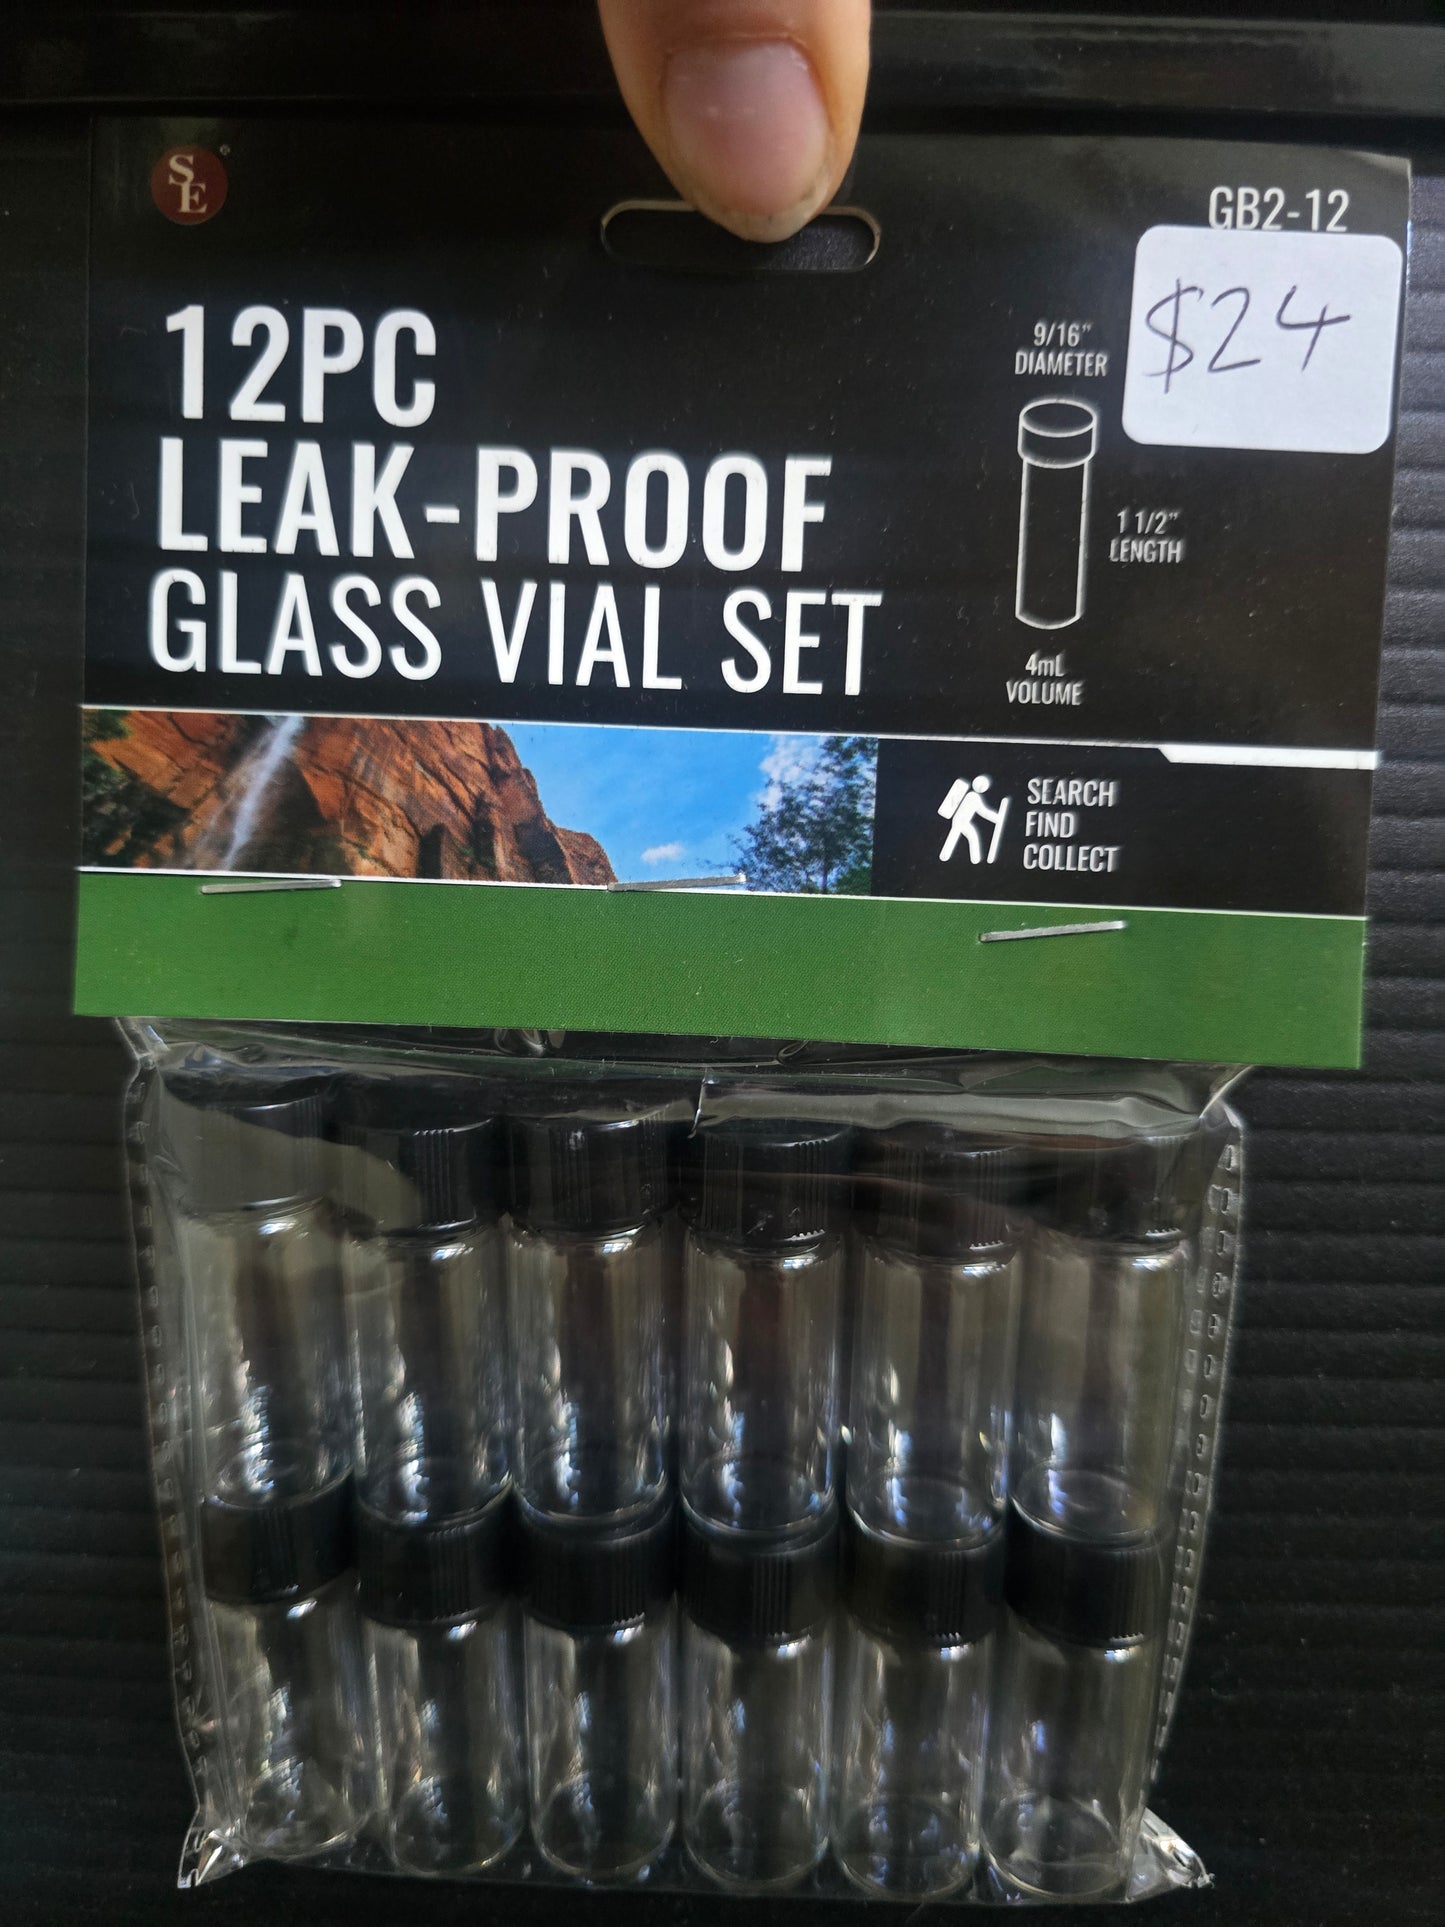 SE
GB2-12
$24
12PC
LEAK-PROOF
GLASS VIAL SET
9/16"
DIAMETER
1 1/2"
LENGTH
4mL
VOLUME
SEARCH
FIND
COLLECT